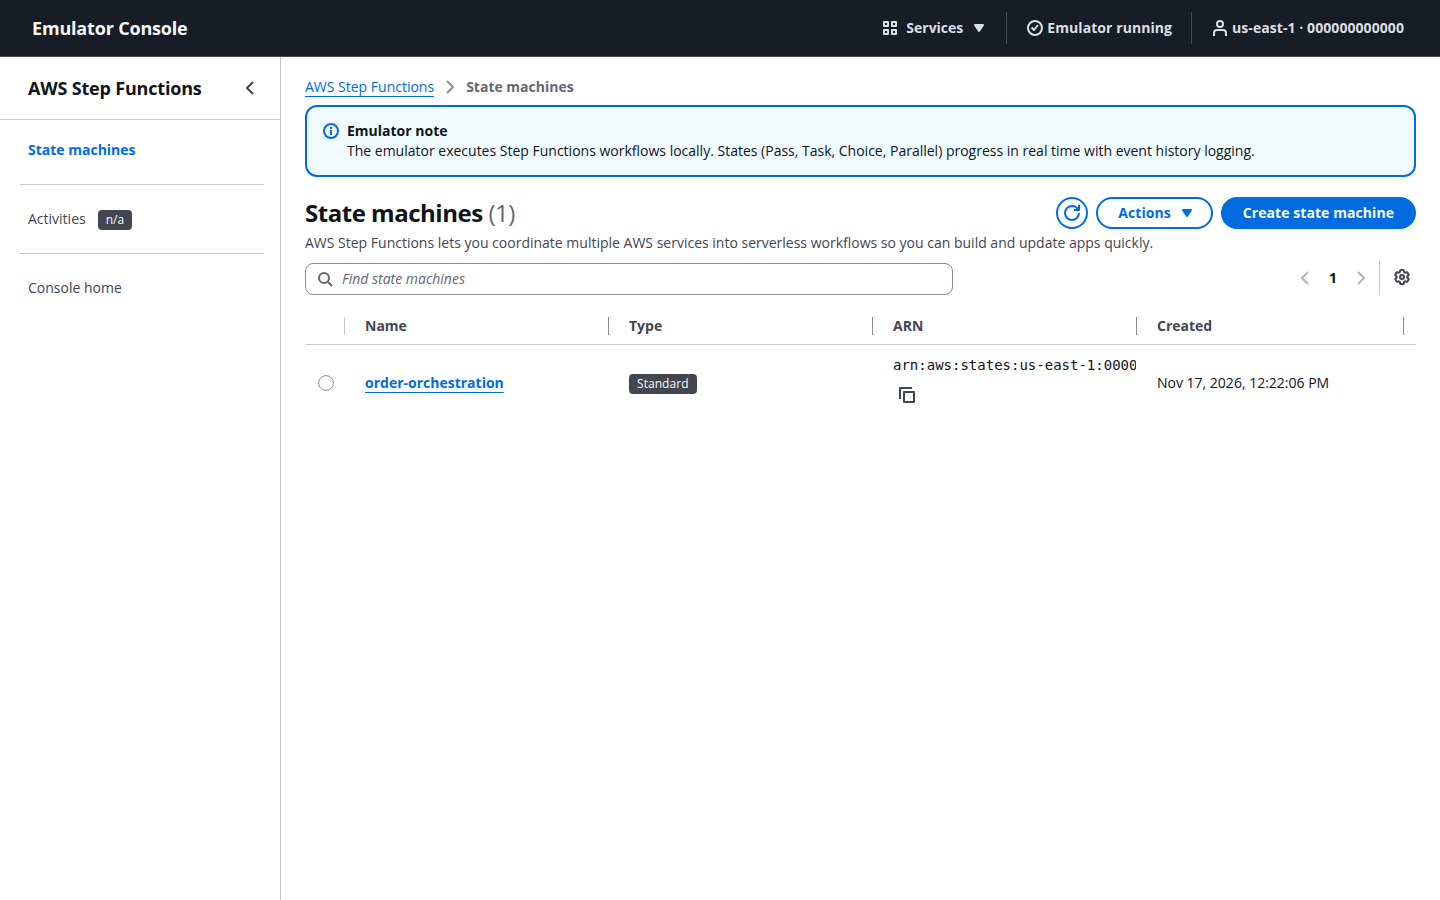 Emulator Console
Services
Emulator running
us-east-1 · 000000000000
AWS Step Functions
State machines
Activities n/a
Console home
AWS Step Functions > State machines
Emulator note
The emulator executes Step Functions workflows locally. States (Pass, Task, Choice, Parallel) progress in real time with event history logging.
State machines (1)
Actions
Create state machine
AWS Step Functions lets you coordinate multiple AWS services into serverless workflows so you can build and update apps quickly.
Find state machines
1
Name Type ARN Created
order-orchestration Standard arn:aws:states:us-east-1:0000 Nov 17, 2026, 12:22:06 PM